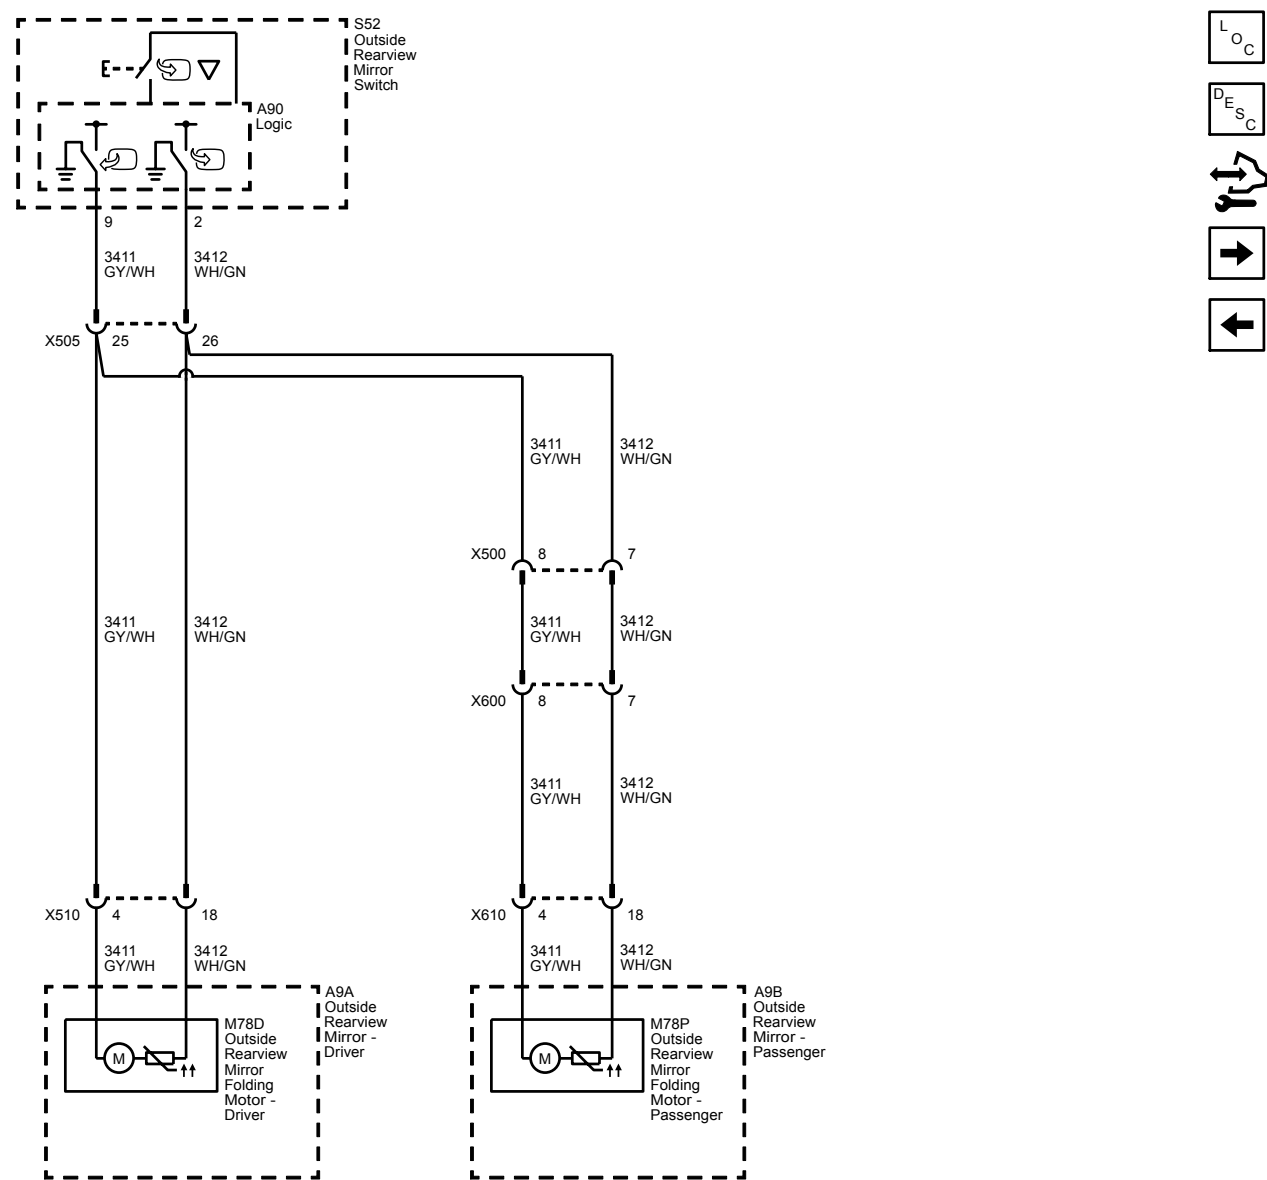 S52
Outside
Rearview
Mirror
Switch
A90
Logic
9
2
3411
GY/WH
3412
WH/GN
X505
25
26
3411
GY/WH
3412
WH/GN
X500
8
7
3411
GY/WH
3412
WH/GN
3411
GY/WH
3412
WH/GN
X600
8
7
3411
GY/WH
3412
WH/GN
X510
4
18
X610
4
18
3411
GY/WH
3412
WH/GN
3411
GY/WH
3412
WH/GN
A9A
Outside
Rearview
Mirror -
Driver
M78D
Outside
Rearview
Mirror
Folding
Motor -
Driver
M
A9B
Outside
Rearview
Mirror -
Passenger
M78P
Outside
Rearview
Mirror
Folding
Motor -
Passenger
M
LOC
DESC